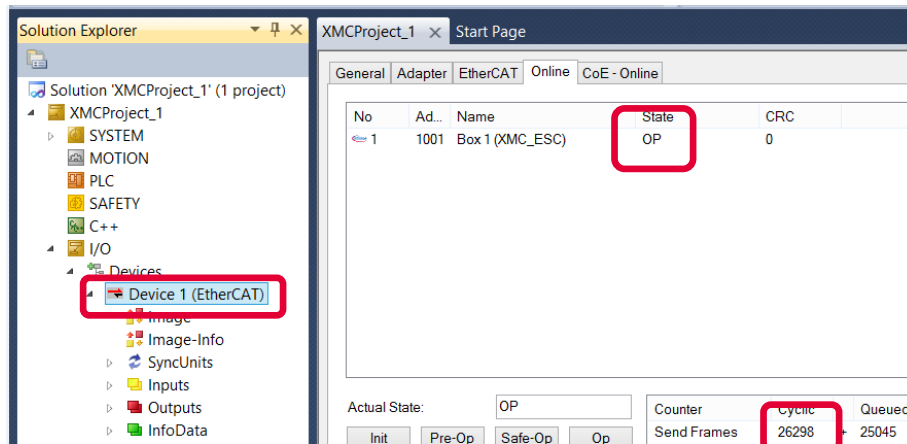 Solution Explorer
Solution 'XMCProject_1' (1 project)
XMCProject_1
SYSTEM
MOTION
PLC
SAFETY
C++
I/O
Devices
Device 1 (EtherCAT)
Image
Image-Info
SyncUnits
Inputs
Outputs
InfoData
XMCProject_1 Start Page
General Adapter EtherCAT Online CoE - Online
No Ad... Name State CRC
1 1001 Box 1 (XMC_ESC) OP 0
Actual State: OP
Init Pre-Op Safe-Op Op
Counter Cyclic Queued
Send Frames 26298 + 25045